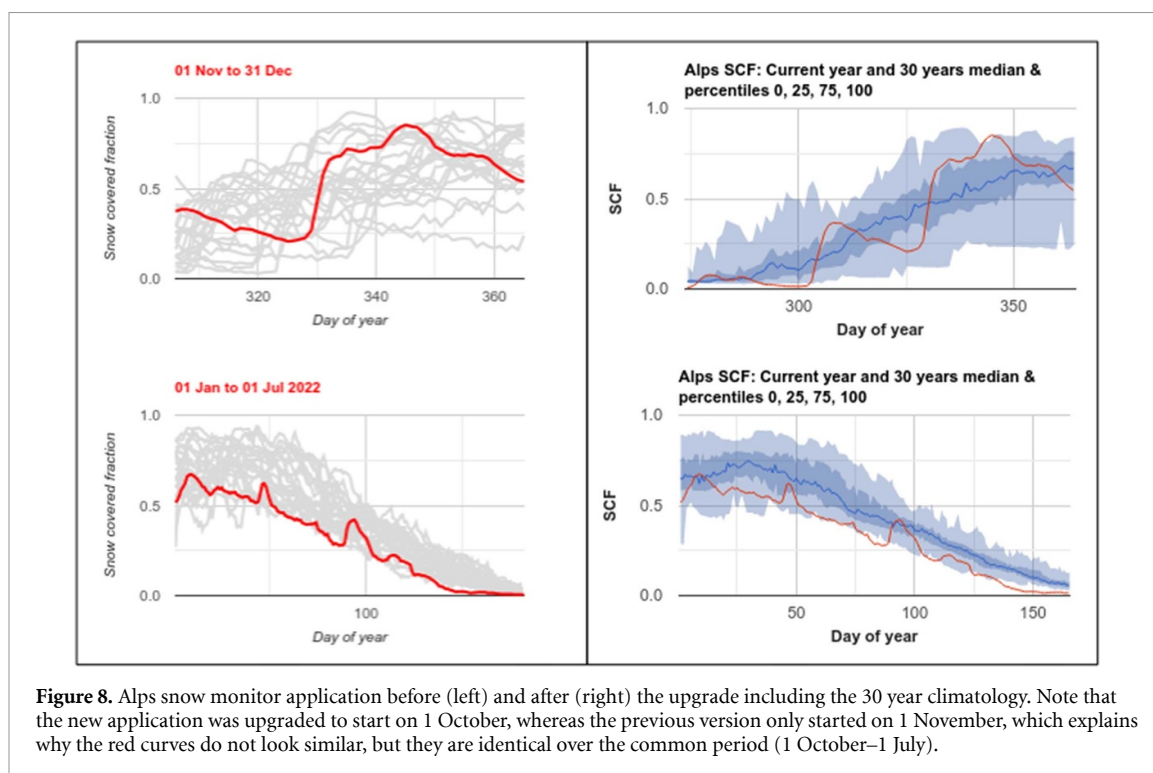 01 Nov to 31 Dec
1.0
0.5
0.0
Snow covered fraction
320
340
360
Day of year
Alps SCF: Current year and 30 years median &
percentiles 0, 25, 75, 100
1.0
0.5
0.0
SCF
300
350
Day of year
01 Jan to 01 Jul 2022
1.0
0.5
0.0
Snow covered fraction
100
Day of year
Alps SCF: Current year and 30 years median &
percentiles 0, 25, 75, 100
1.0
0.5
0.0
SCF
50
100
150
Day of year
Figure 8. Alps snow monitor application before (left) and after (right) the upgrade including the 30 year climatology. Note that
the new application was upgraded to start on 1 October, whereas the previous version only started on 1 November, which explains
why the red curves do not look similar, but they are identical over the common period (1 October–1 July).